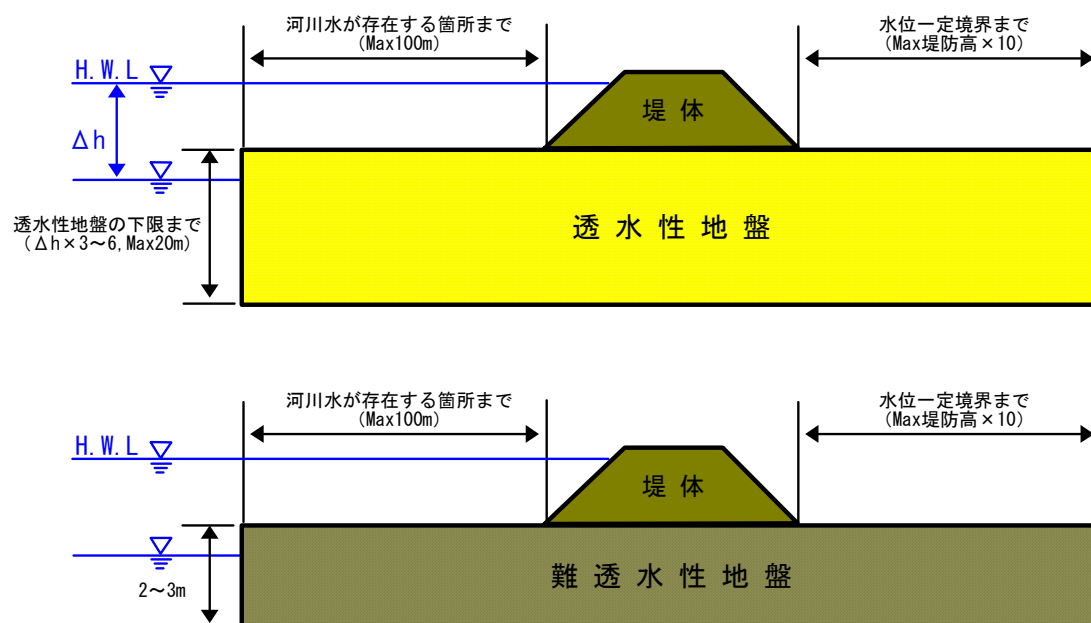 河川水が存在する箇所まで
(Max100m)
水位一定境界まで
(Max堤防高×10)
H.W.L
堤体
Δh
透水性地盤の下限まで
(Δh×3～6,Max20m)
透水性地盤
河川水が存在する箇所まで
(Max100m)
水位一定境界まで
(Max堤防高×10)
H.W.L
堤体
難透水性地盤
2～3m